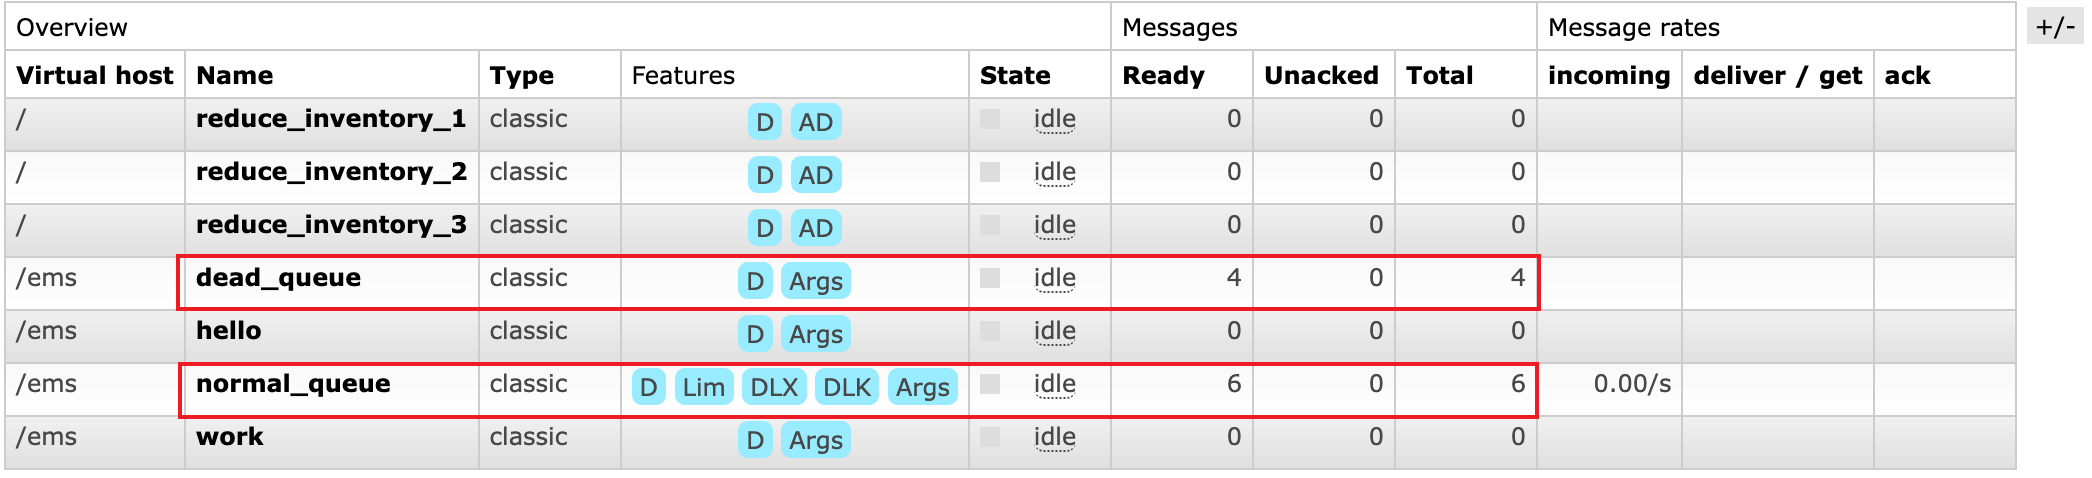 Overview Messages Message rates +/-
Virtual host Name Type Features State Ready Unacked Total incoming deliver / get ack
/ reduce_inventory_1 classic D AD idle 0 0 0
/ reduce_inventory_2 classic D AD idle 0 0 0
/ reduce_inventory_3 classic D AD idle 0 0 0
/ems dead_queue classic D Args idle 4 0 4
/ems hello classic D Args idle 0 0 0
/ems normal_queue classic D Lim DLX DLK Args idle 6 0 6 0.00/s
/ems work classic D Args idle 0 0 0